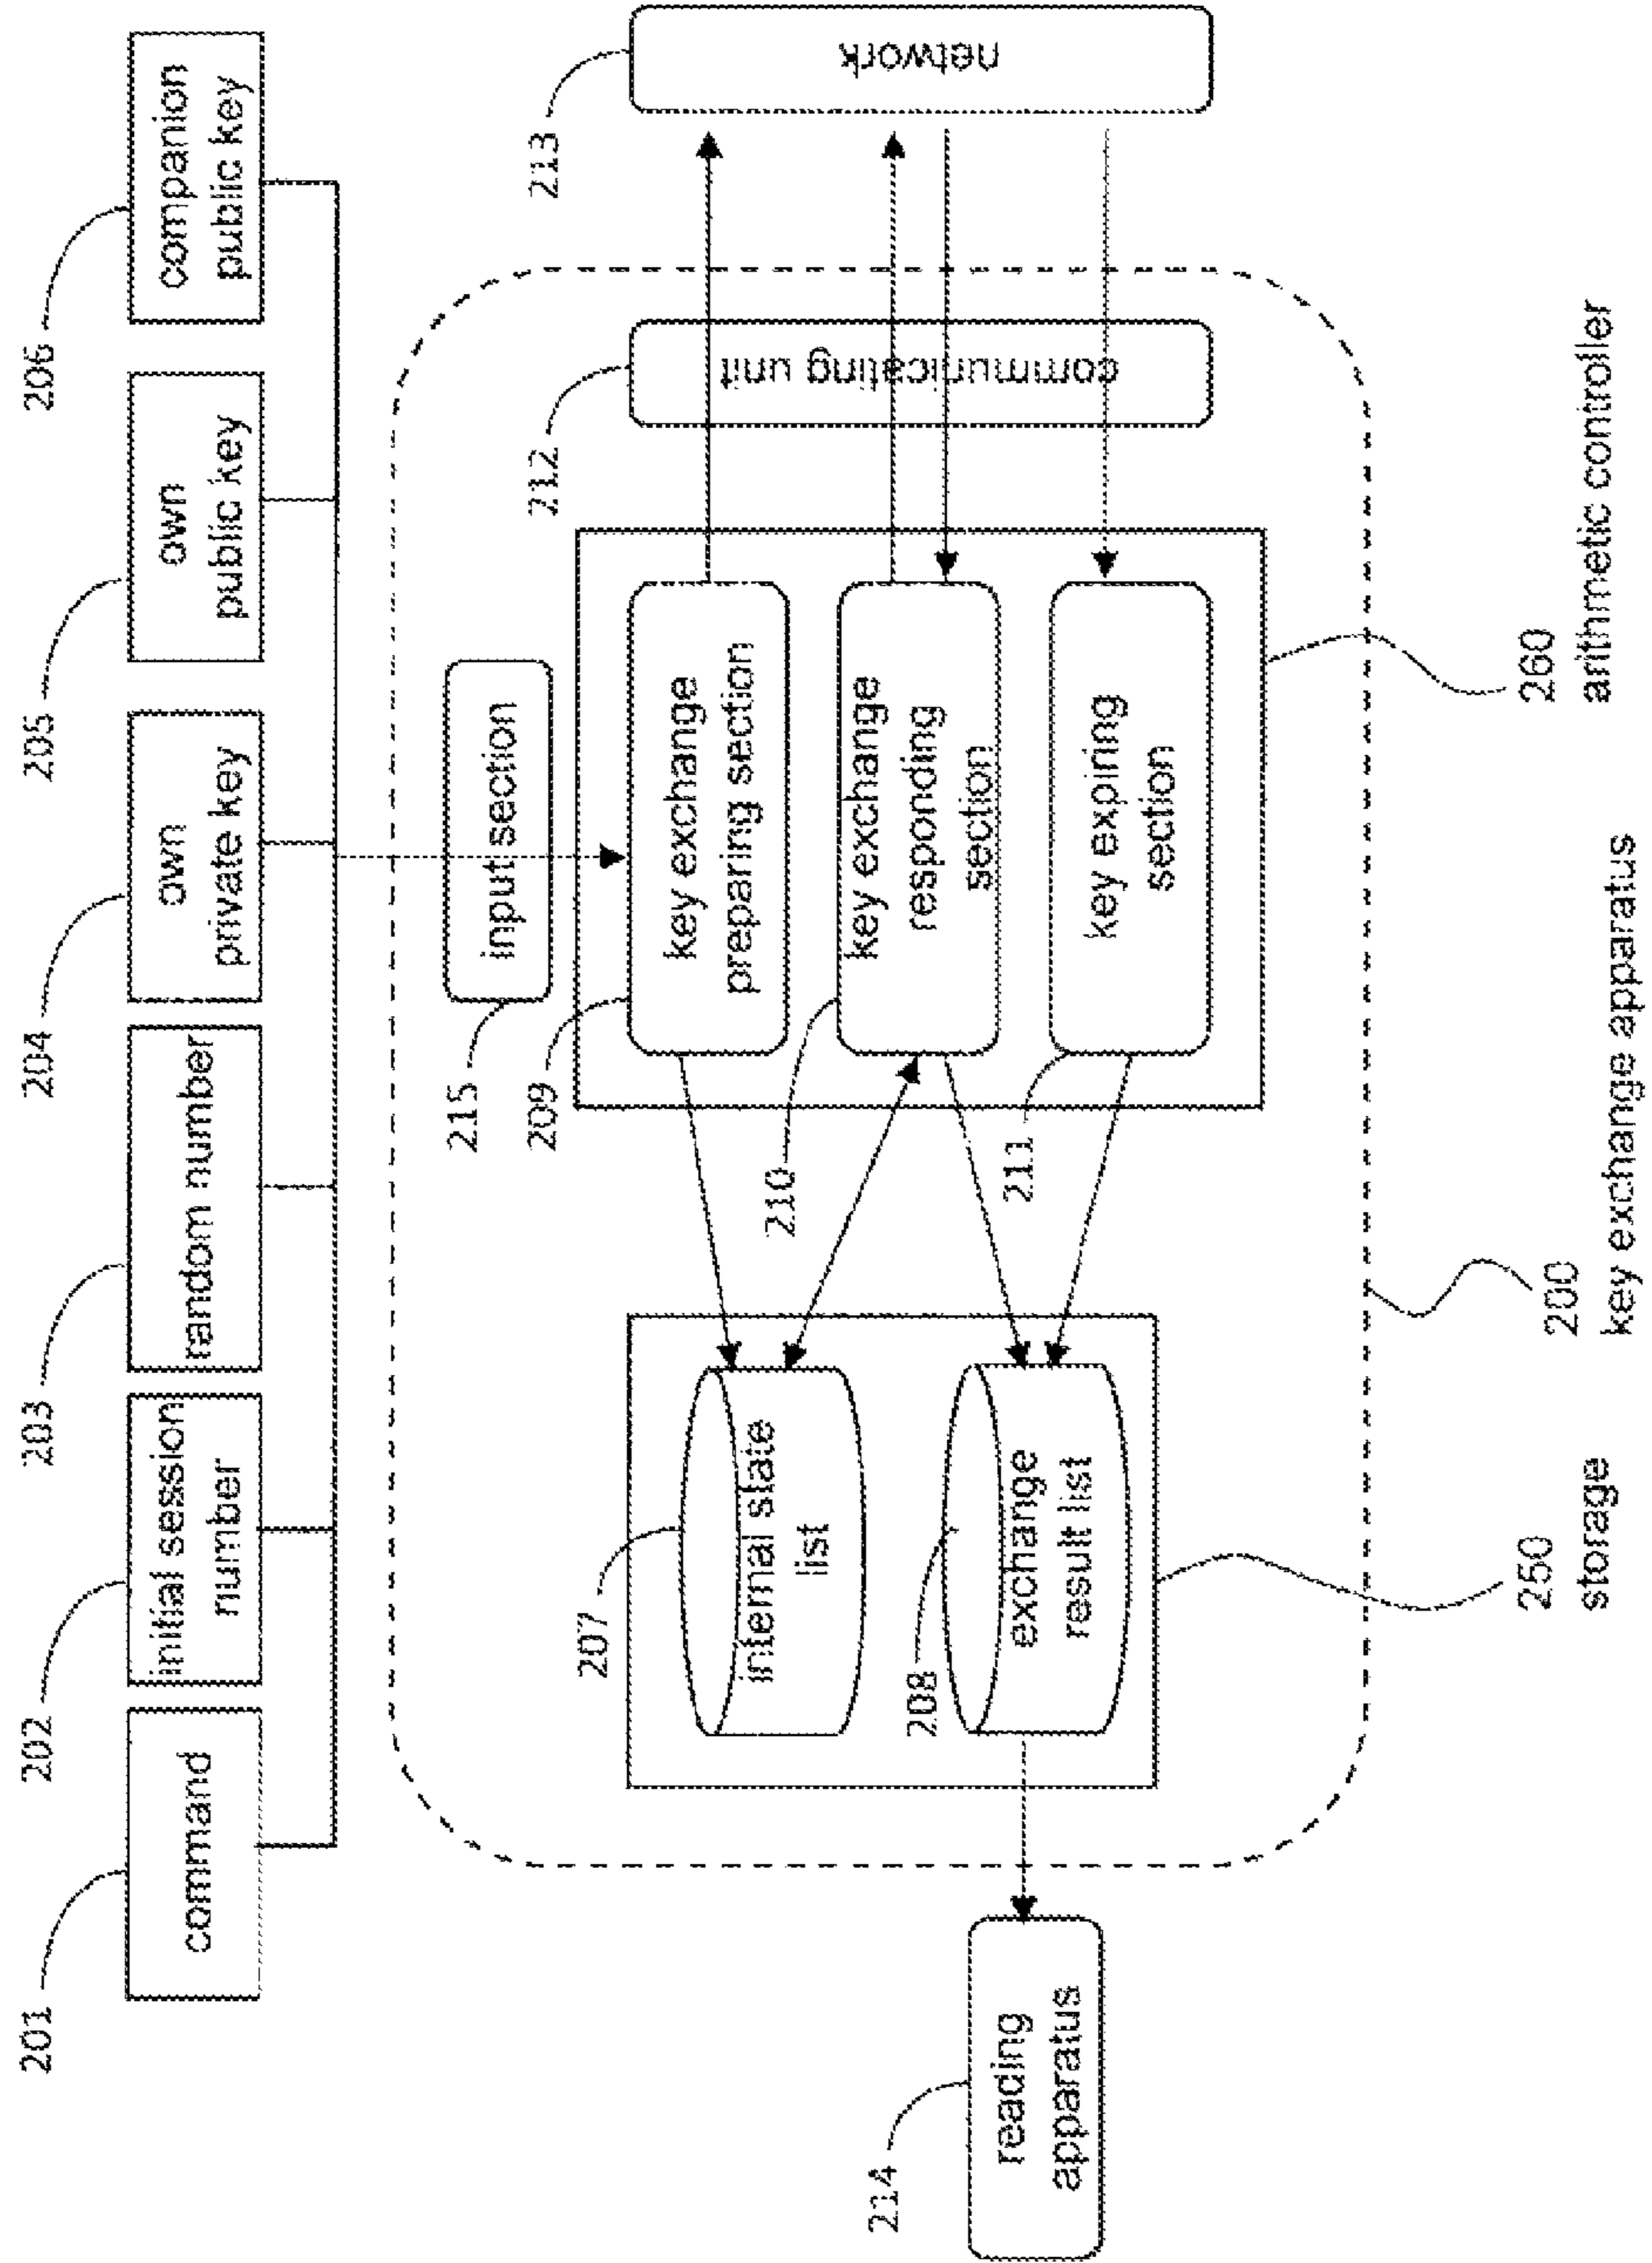 201
command
202
initial session
number
203
random number
204
own
private key
205
own
public key
206
companion
public key
215
input section
207
internal state
list
208
exchange
result list
209
key exchange
preparing section
210
key exchange
responding
section
211
key expiring
section
212
communicating unit
213
network
214
reading
apparatus
250
storage
200
key exchange apparatus
260
arithmetic controller